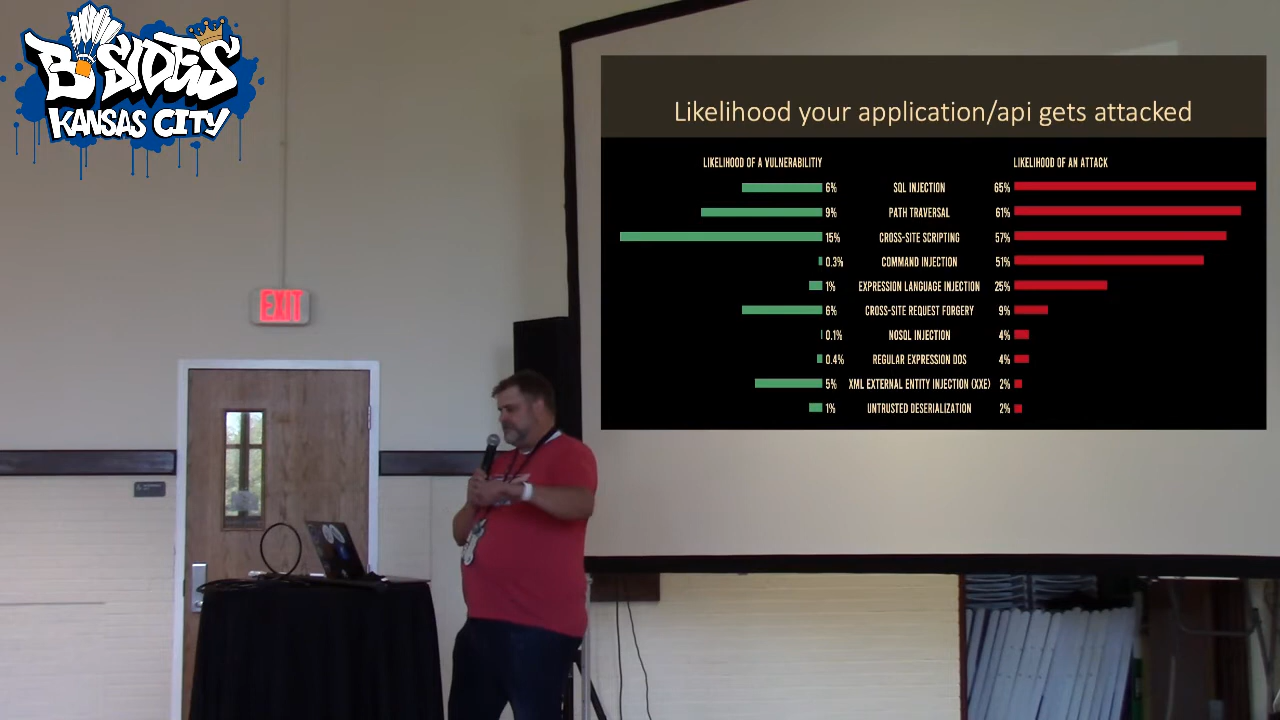 B·SIDES
KANSAS CITY
EXIT
Likelihood your application/api gets attacked
LIKELIHOOD OF A VULNERABILITIY
LIKELIHOOD OF AN ATTACK
6% SQL INJECTION 65%
9% PATH TRAVERSAL 61%
15% CROSS-SITE SCRIPTING 57%
0.3% COMMAND INJECTION 51%
1% EXPRESSION LANGUAGE INJECTION 25%
6% CROSS-SITE REQUEST FORGERY 9%
0.1% NOSQL INJECTION 4%
0.4% REGULAR EXPRESSION DOS 4%
5% XML EXTERNAL ENTITY INJECTION (XXE) 2%
1% UNTRUSTED DESERIALIZATION 2%